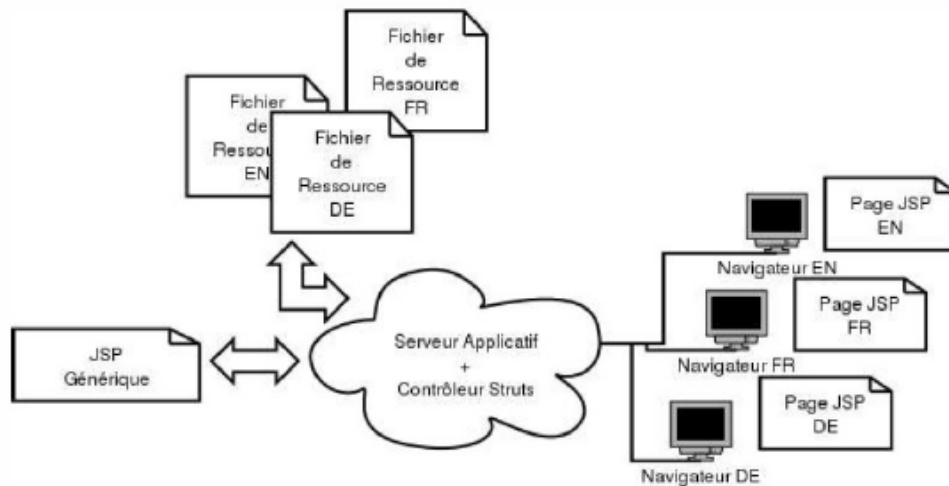 Fichier
de
Ressource
FR
Fichier
de
EN
Fichier
de
Ressource
DE
Page JSP
EN
Navigateur EN
Page JSP
FR
Navigateur FR
Page JSP
DE
Navigateur DE
JSP
Générique
Serveur Applicatif
+
Contrôleur Struts